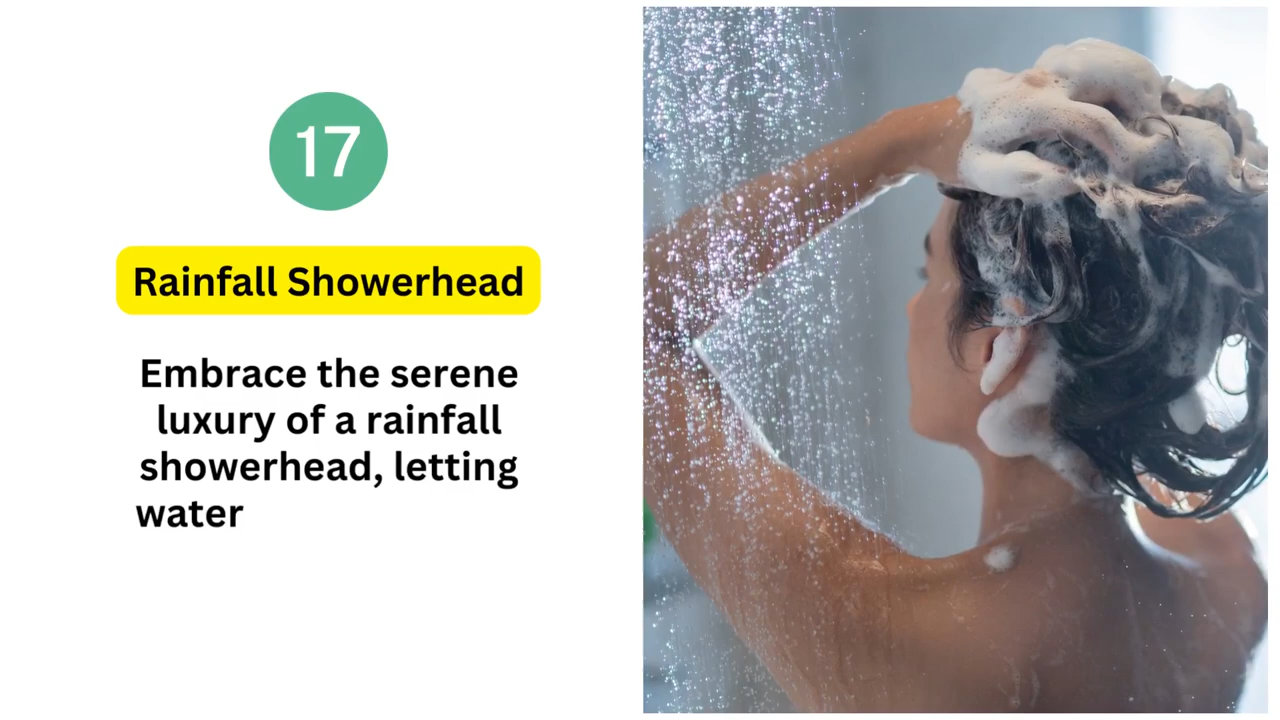 17
Rainfall Showerhead
Embrace the serene
luxury of a rainfall
showerhead, letting
water